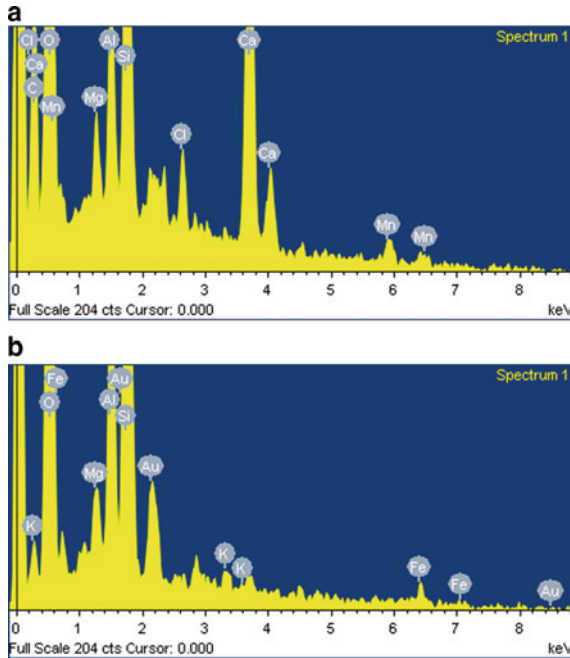 a
Spectrum 1
Cl O Al Ca
Ca Si
C Mg
Mn Cl Ca
Mn Mn
0 1 2 3 4 5 6 7 8
Full Scale 204 cts Cursor: 0.000 keV
b
Spectrum 1
Fe Au
O Al
Si
Mg Au
K K Fe
K Fe Au
0 1 2 3 4 5 6 7 8
Full Scale 204 cts Cursor: 0.000 keV